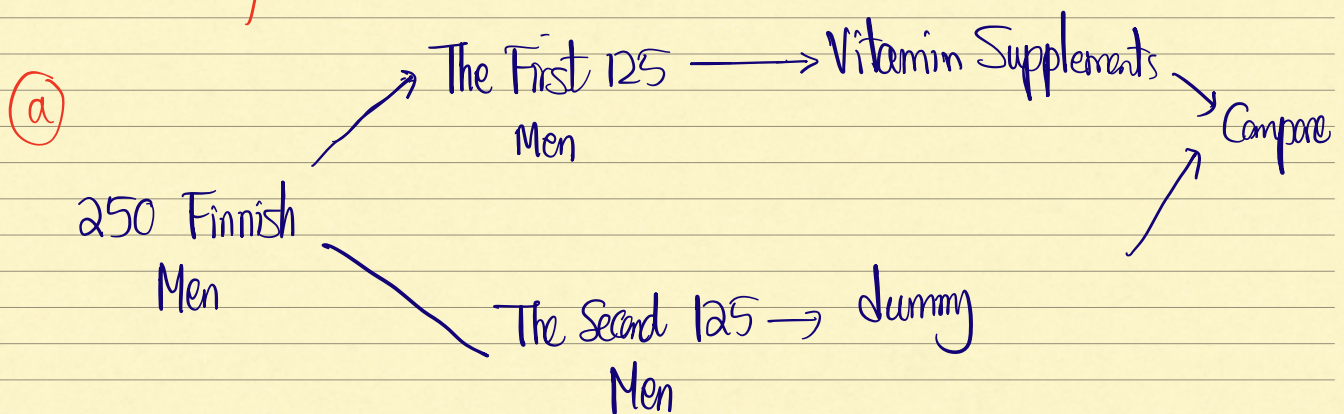 a
The First 125 → Vitamin Supplements
Men
Compare
250 Finnish
Men
The Second 125 → dummy
Men